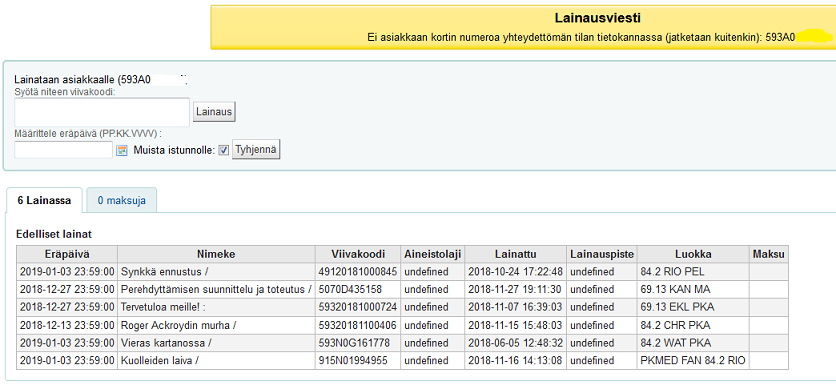 Lainausviesti
Ei asiakkaan kortin numeroa yhteydettömän tilan tietokannassa (jatketaan kuitenkin): 593A0
Lainataan asiakkaalle (593A0
Syötä niteen viivakoodi:
Lainaus
Määrittele eräpäivä (PP.KK.VVVV) :
Muista istunnolle: Tyhjennä
6 Lainassa 0 maksuja
Edelliset lainat
Eräpäivä Nimeke Viivakoodi Aineistolaji Lainattu Lainauspiste Luokka Maksu
2019-01-03 23:59:00 Synkkä ennustus / 49120181000845 undefined 2018-10-24 17:22:48 undefined 84.2 RIO PEL
2018-12-27 23:59:00 Perehdyttämisen suunnittelu ja toteutus / 5070D435158 undefined 2018-11-27 19:11:30 undefined 69.13 KAN MA
2018-12-27 23:59:00 Tervetuloa meille! : 59320181000724 undefined 2018-11-07 16:39:03 undefined 69.13 EKL PKA
2018-12-13 23:59:00 Roger Ackroydin murha / 59320181100406 undefined 2018-11-15 15:48:03 undefined 84.2 CHR PKA
2019-01-03 23:59:00 Vieras kartanossa / 593N0G161778 undefined 2018-06-05 12:48:32 undefined 84.2 WAT PKA
2019-01-03 23:59:00 Kuolleiden laiva / 915N01994955 undefined 2018-11-16 14:13:08 undefined PKMED FAN 84.2 RIO